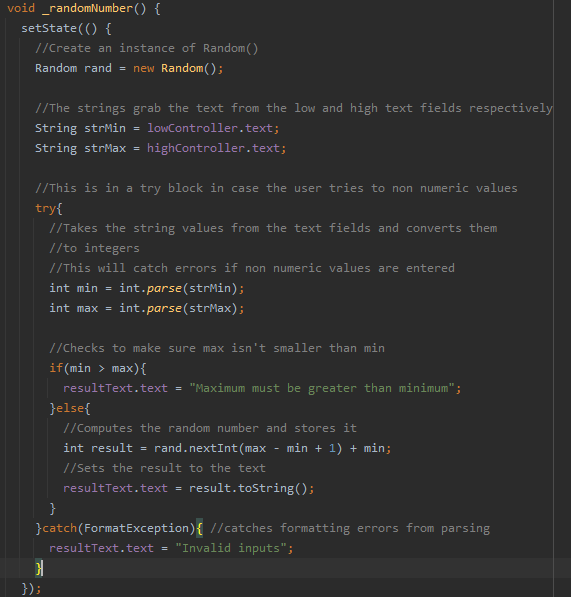 void _randomNumber() {
  setState(() {
    //Create an instance of Random()
    Random rand = new Random();

    //The strings grab the text from the low and high text fields respectively
    String strMin = lowController.text;
    String strMax = highController.text;

    //This is in a try block in case the user tries to non numeric values
    try{
      //Takes the string values from the text fields and converts them
      //to integers
      //This will catch errors if non numeric values are entered
      int min = int.parse(strMin);
      int max = int.parse(strMax);

      //Checks to make sure max isn't smaller than min
      if(min > max){
        resultText.text = "Maximum must be greater than minimum";
      }else{
        //Computes the random number and stores it
        int result = rand.nextInt(max - min + 1) + min;
        //Sets the result to the text
        resultText.text = result.toString();
      }
    }catch(FormatException){ //catches formatting errors from parsing
      resultText.text = "Invalid inputs";
    }
  });